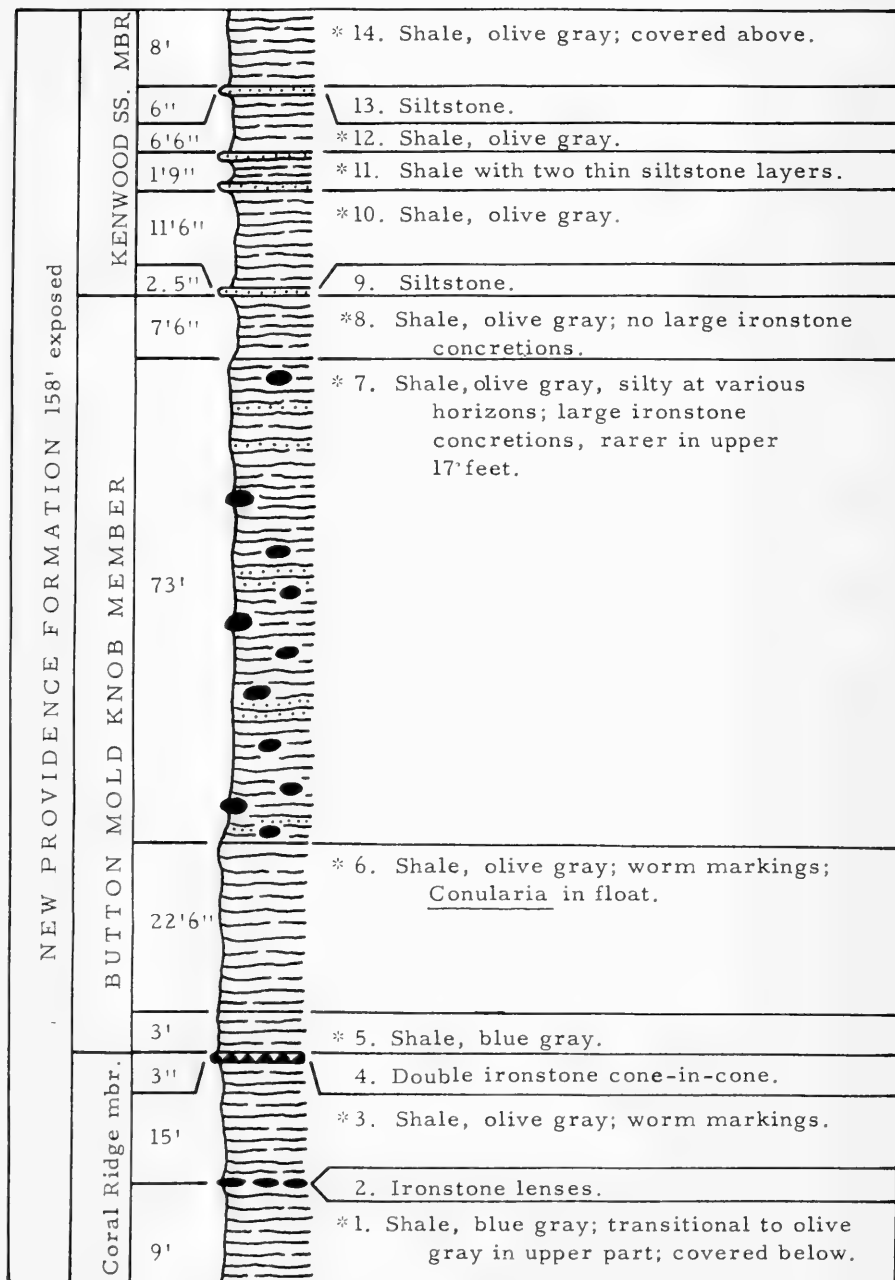 NEW PROVIDENCE FORMATION 158' exposed
KENWOOD SS. MBR
8'
* 14. Shale, olive gray; covered above.
6"
13. Siltstone.
6'6"
*12. Shale, olive gray.
1'9"
*11. Shale with two thin siltstone layers.
11'6"
*10. Shale, olive gray.
2.5"
9. Siltstone.
BUTTON MOLD KNOB MEMBER
7'6"
*8. Shale, olive gray; no large ironstone
concretions.
73'
* 7. Shale, olive gray, silty at various
horizons; large ironstone
concretions, rarer in upper
17 feet.
22'6"
* 6. Shale, olive gray; worm markings;
Conularia in float.
3'
* 5. Shale, blue gray.
Coral Ridge mbr.
3"
4. Double ironstone cone-in-cone.
15'
* 3. Shale, olive gray; worm markings.
2. Ironstone lenses.
9'
*1. Shale, blue gray; transitional to olive
gray in upper part; covered below.